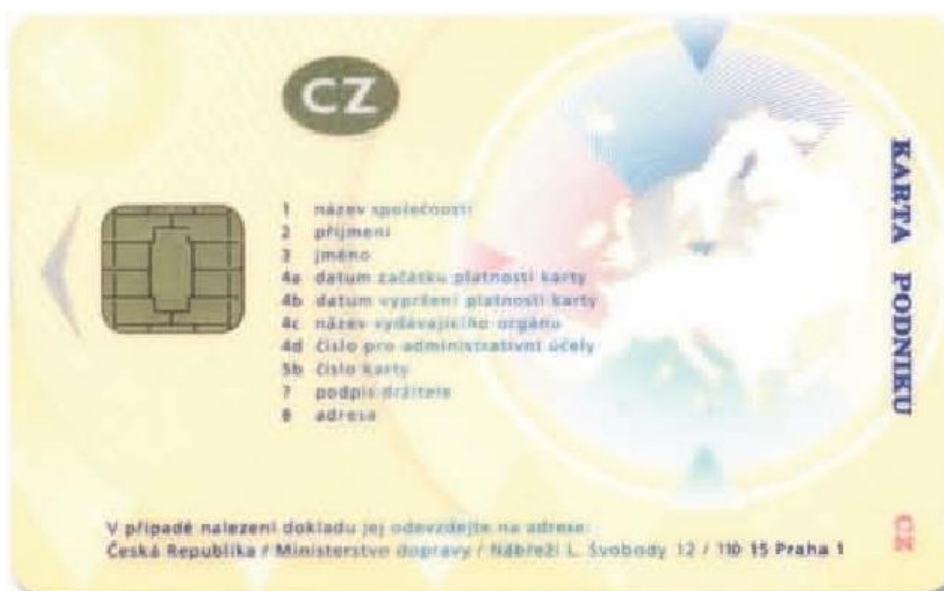 CZ
1 název společnosti
2 příjmení
3 jméno
4a datum začátku platnosti karty
4b datum vypršení platnosti karty
4c název vydávajícího orgánu
4d číslo pro administrativní účely
5b číslo karty
7 podpis držitele
8 adresa
V případě nalezení dokladu jej odevzdejte na adrese:
Česká Republika / Ministerstvo dopravy / Nábřeží L. Svobody 12 / 110 15 Praha 1
KARTA PODNIKU
CZ